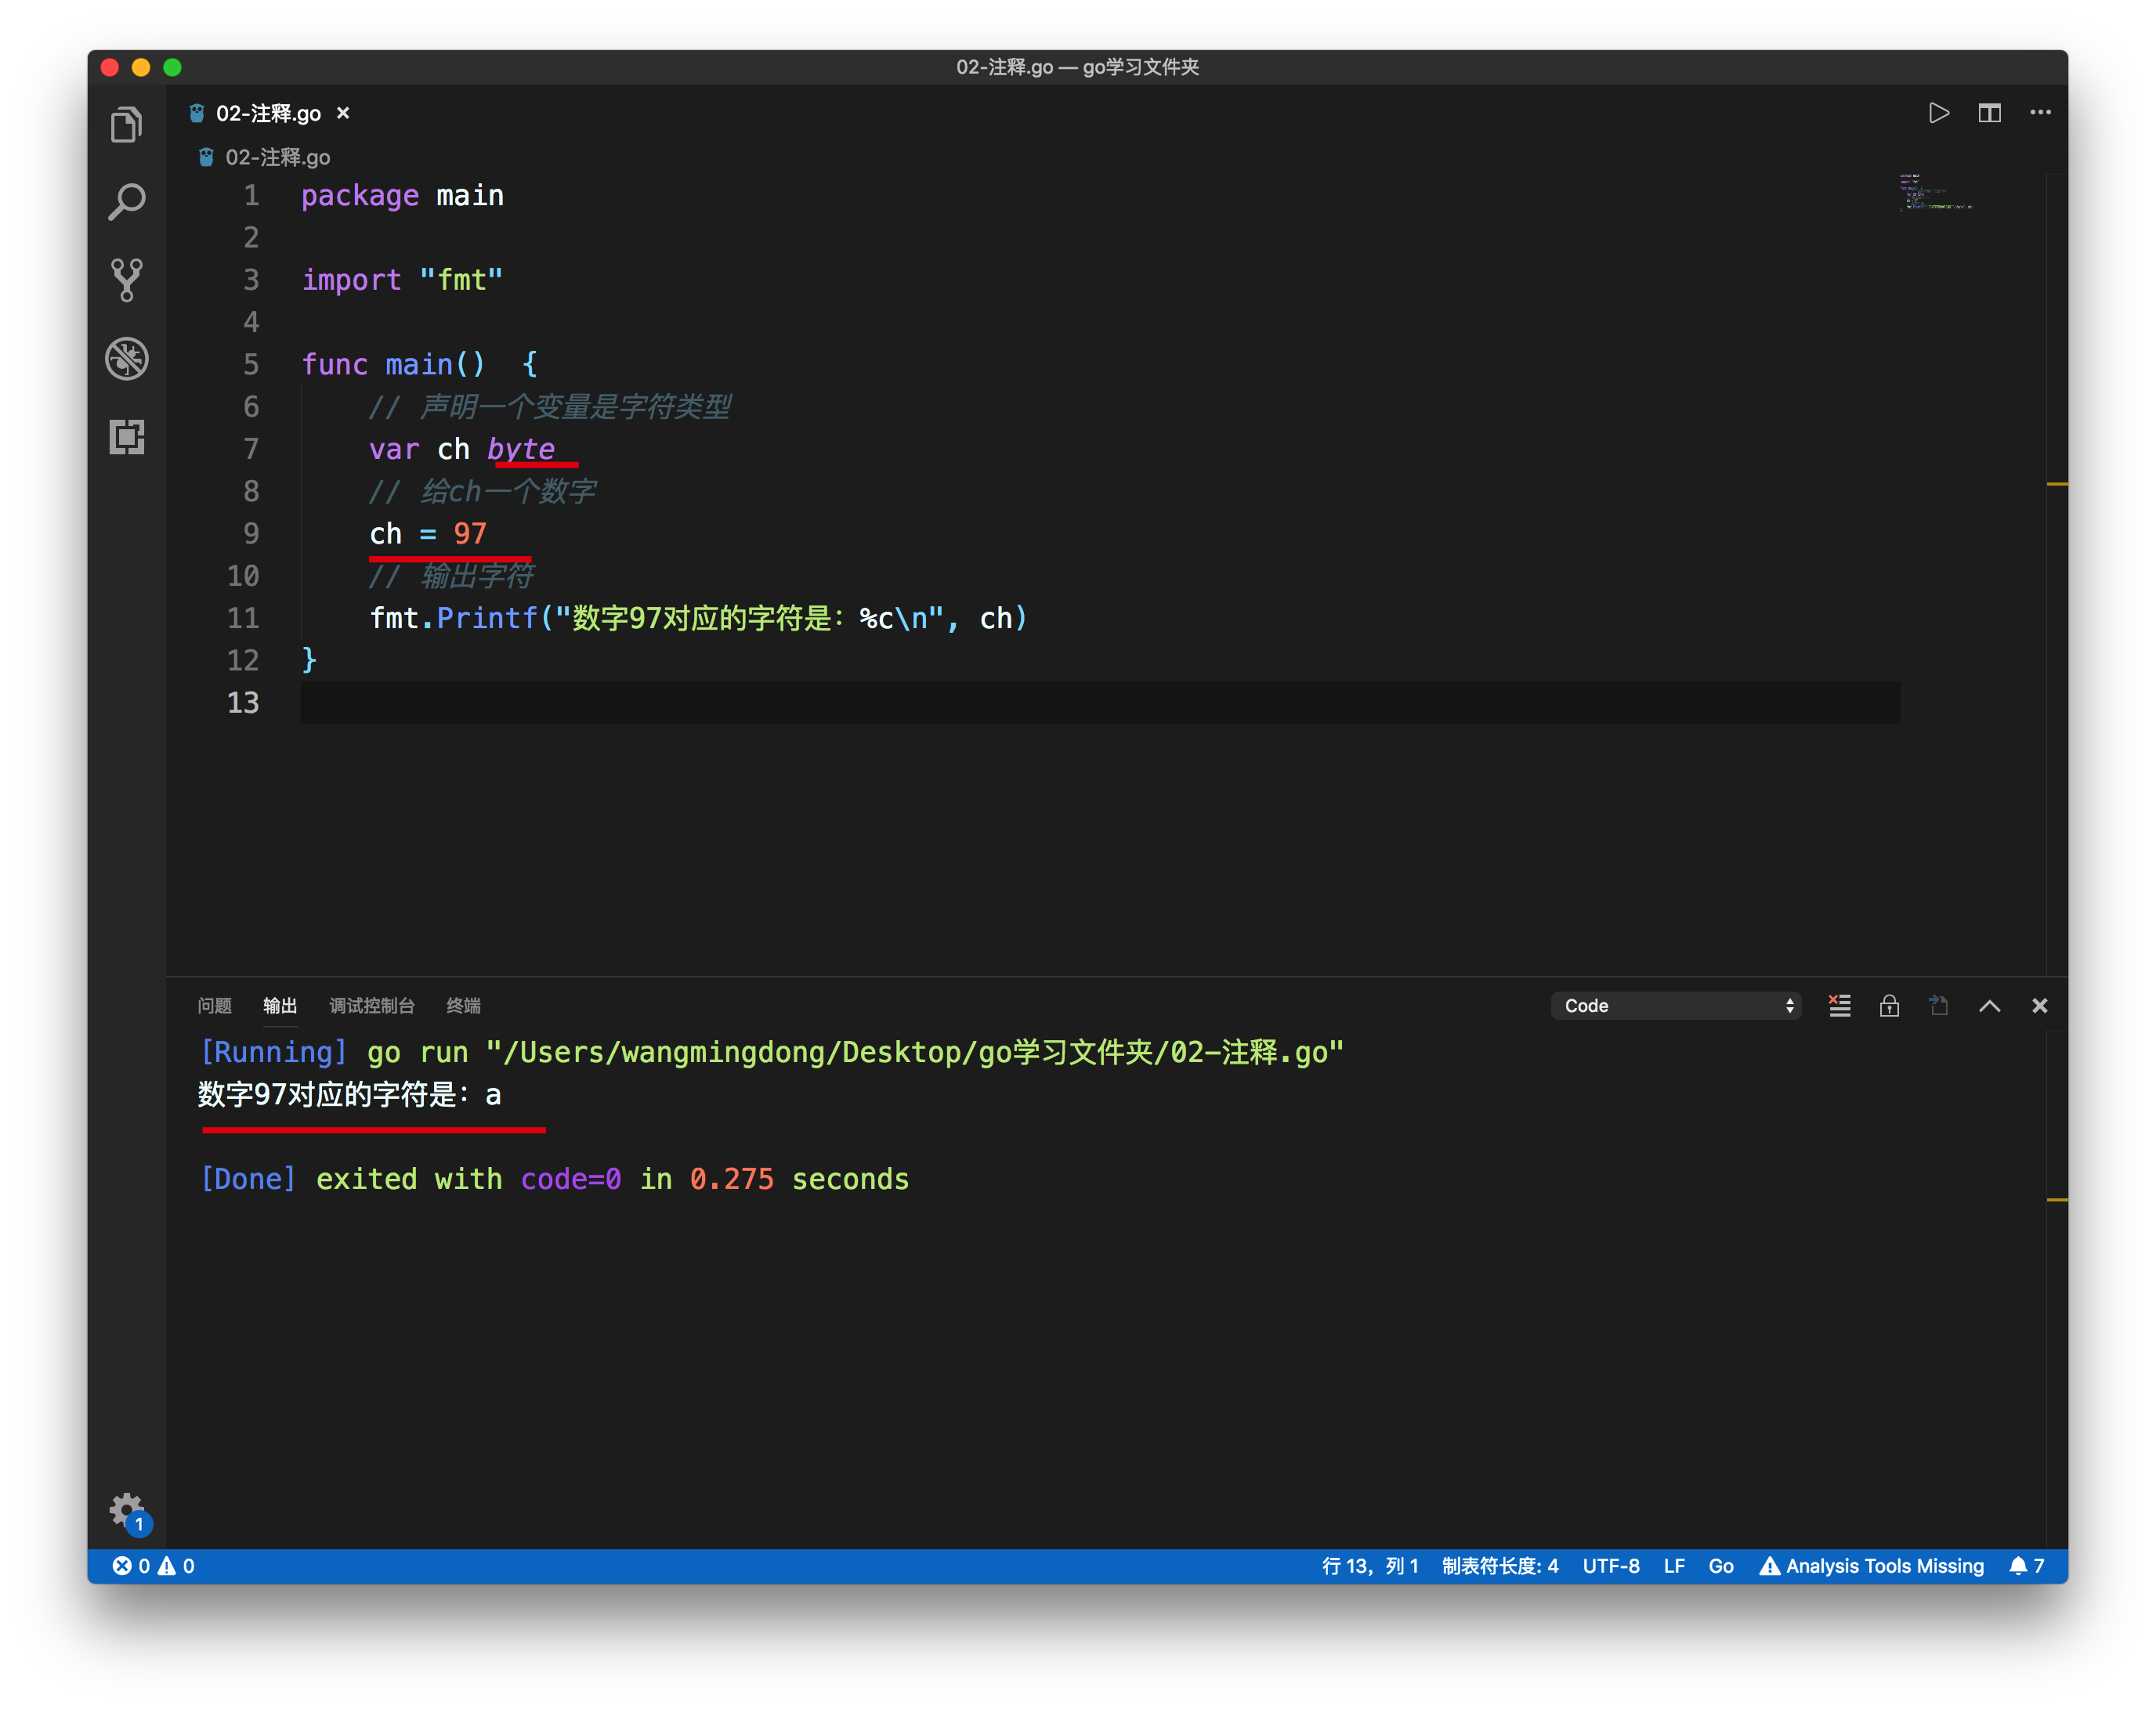 02-注释.go — go学习文件夹
02-注释.go
02-注释.go
1 package main
2
3 import "fmt"
4
5 func main()  {
6 // 声明一个变量是字符类型
7 var ch byte
8 // 给ch一个数字
9 ch = 97
10 // 输出字符
11 fmt.Printf("数字97对应的字符是：%c\n", ch)
12 }
13
问题 输出 调试控制台 终端 Code
[Running] go run "/Users/wangmingdong/Desktop/go学习文件夹/02-注释.go"
数字97对应的字符是：a
[Done] exited with code=0 in 0.275 seconds
1
0 0 行 13，列 1 制表符长度: 4 UTF-8 LF Go Analysis Tools Missing 7